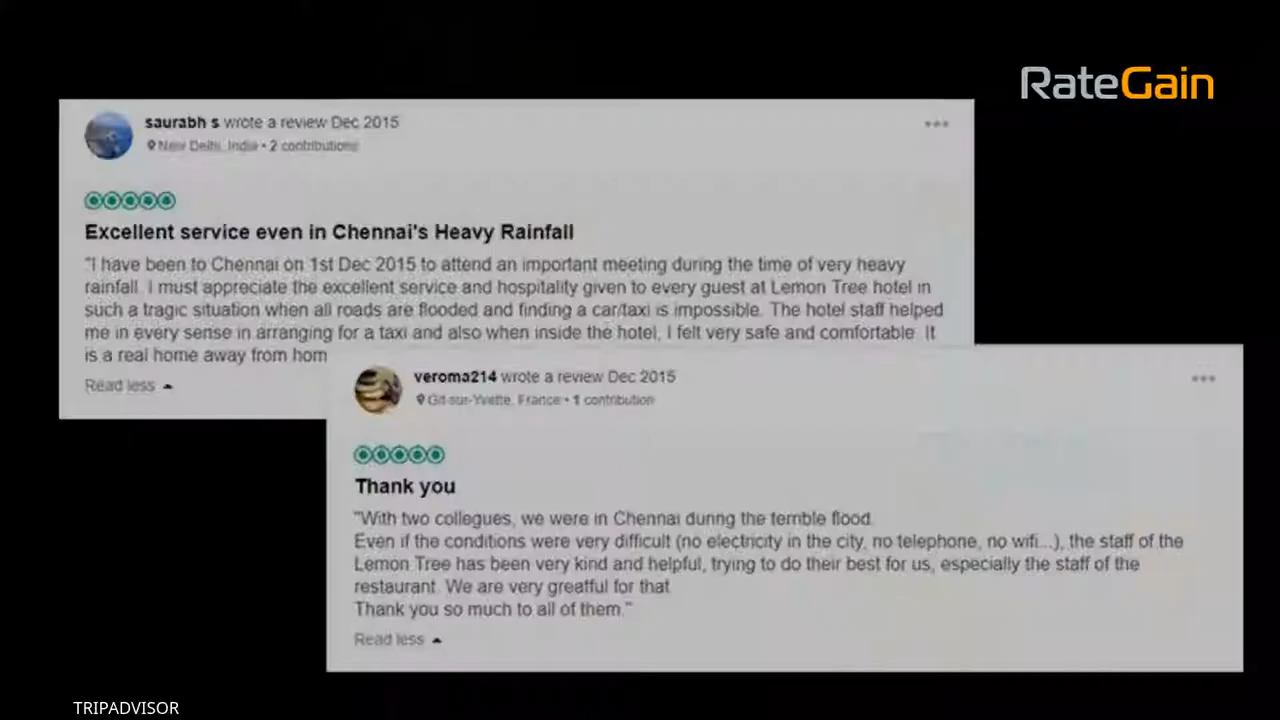 RateGain
saurabh s wrote a review Dec 2015
New Delhi, India • 2 contributions
Excellent service even in Chennai's Heavy Rainfall
"I have been to Chennai on 1st Dec 2015 to attend an important meeting during the time of very heavy
rainfall. I must appreciate the excellent service and hospitality given to every guest at Lemon Tree hotel in
such a tragic situation when all roads are flooded and finding a car/taxi is impossible. The hotel staff helped
me in every sense in arranging for a taxi and also when inside the hotel, I felt very safe and comfortable. It
is a real home away from hom
Read less
veroma214 wrote a review Dec 2015
Gif-sur-Yvette, France • 1 contribution
Thank you
"With two collegues, we were in Chennai during the terrible flood.
Even if the conditions were very difficult (no electricity in the city, no telephone, no wifi...), the staff of the
Lemon Tree has been very kind and helpful, trying to do their best for us, especially the staff of the
restaurant. We are very greatful for that
Thank you so much to all of them."
Read less
TRIPADVISOR